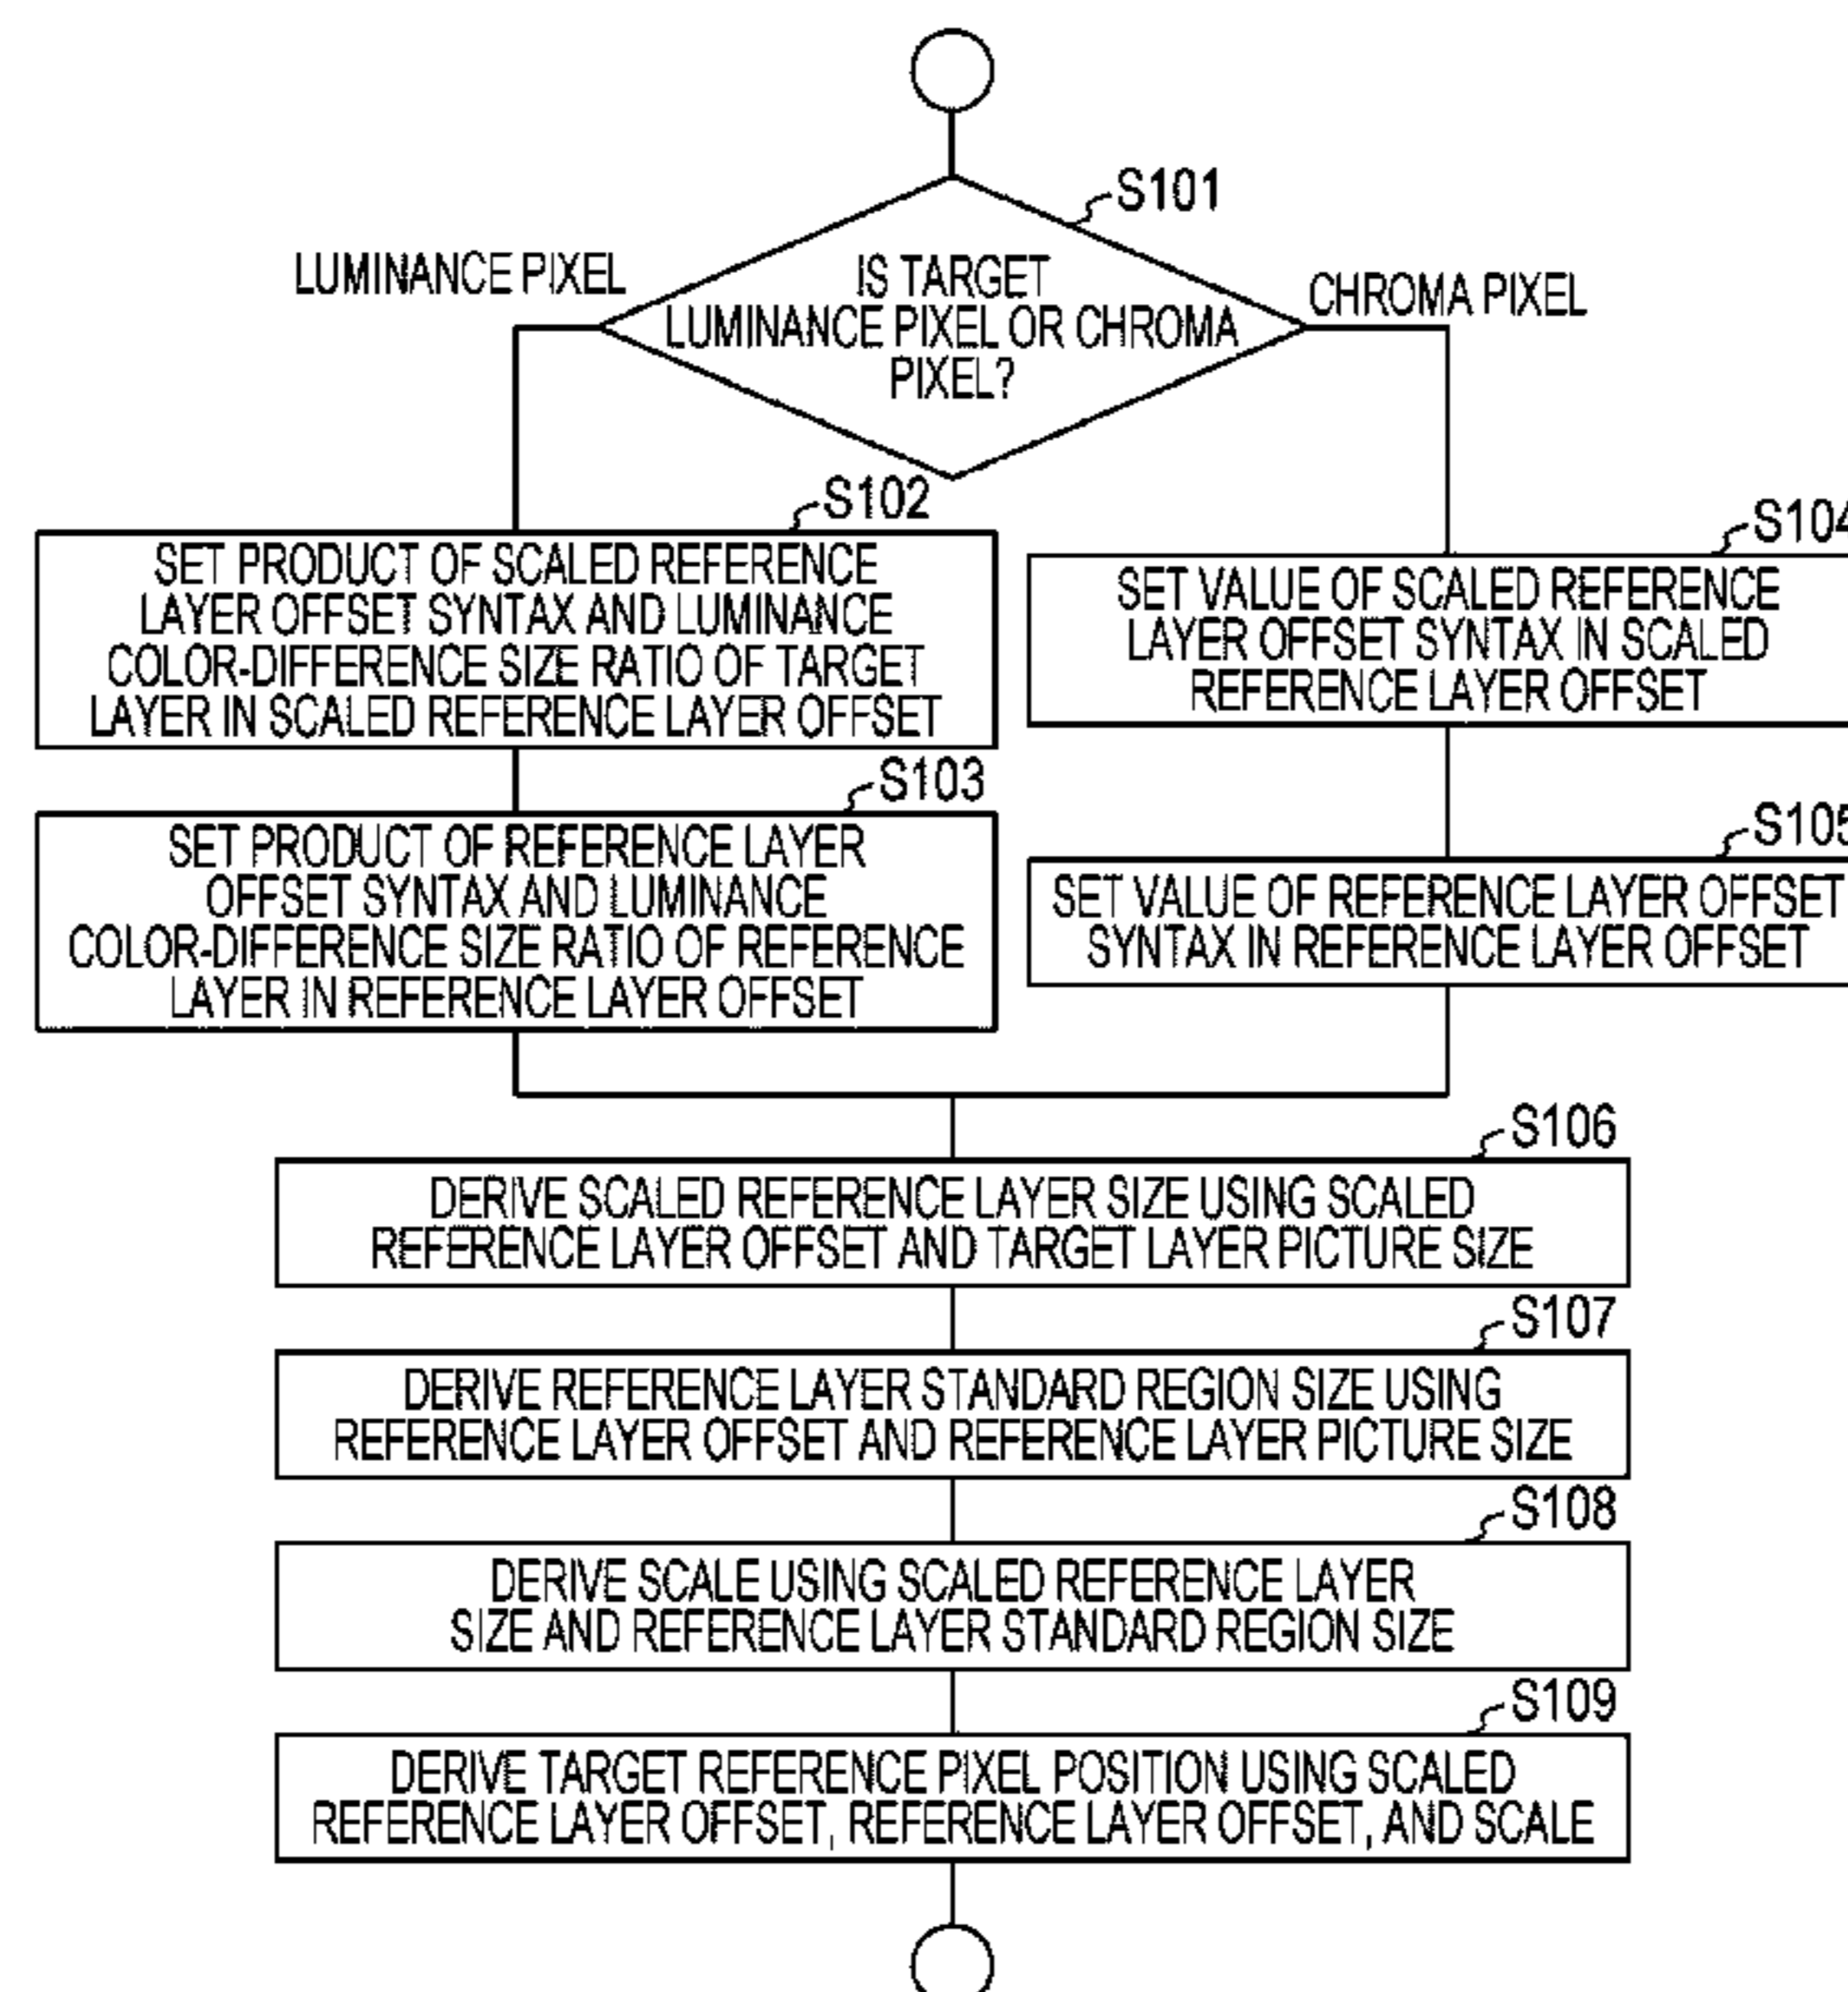 S101
IS TARGET
LUMINANCE PIXEL OR CHROMA
PIXEL?
LUMINANCE PIXEL
CHROMA PIXEL
S102
SET PRODUCT OF SCALED REFERENCE
LAYER OFFSET SYNTAX AND LUMINANCE
COLOR-DIFFERENCE SIZE RATIO OF TARGET
LAYER IN SCALED REFERENCE LAYER OFFSET
S103
SET PRODUCT OF REFERENCE LAYER
OFFSET SYNTAX AND LUMINANCE
COLOR-DIFFERENCE SIZE RATIO OF REFERENCE
LAYER IN REFERENCE LAYER OFFSET
S104
SET VALUE OF SCALED REFERENCE
LAYER OFFSET SYNTAX IN SCALED
REFERENCE LAYER OFFSET
S105
SET VALUE OF REFERENCE LAYER OFFSET
SYNTAX IN REFERENCE LAYER OFFSET
S106
DERIVE SCALED REFERENCE LAYER SIZE USING SCALED
REFERENCE LAYER OFFSET AND TARGET LAYER PICTURE SIZE
S107
DERIVE REFERENCE LAYER STANDARD REGION SIZE USING
REFERENCE LAYER OFFSET AND REFERENCE LAYER PICTURE SIZE
S108
DERIVE SCALE USING SCALED REFERENCE LAYER
SIZE AND REFERENCE LAYER STANDARD REGION SIZE
S109
DERIVE TARGET REFERENCE PIXEL POSITION USING SCALED
REFERENCE LAYER OFFSET, REFERENCE LAYER OFFSET, AND SCALE